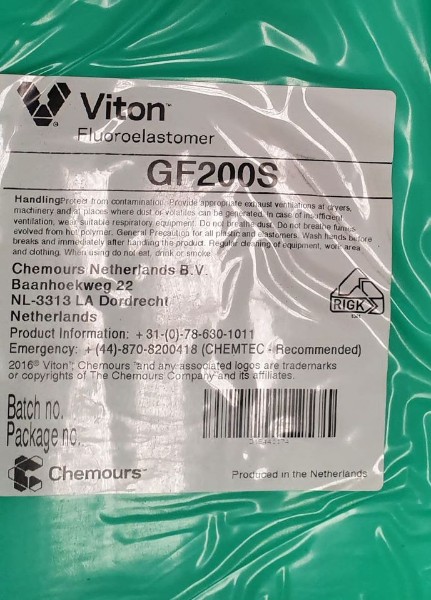 Viton™
Fluoroelastomer
GF200S
Handling Protect from contamination. Provide appropriate exhaust ventilations at dryers,
machinery and at places where dust or volatiles can be generated. In case of insufficient
ventilation, wear suitable respiratory equipment. Do not breath dust. Do not breathe fumes
evolved from hot polymer. General Precaution for all plastic and elastomers. Wash hands before
breaks and immediately after handling the product. Regular cleaning of equipment, work area
and clothing. When using do not eat, drink or smoke.
Chemours Netherlands B.V.
Baanhoekweg 22
NL-3313 LA Dordrecht
Netherlands
Product Information: +31-(0)-78-630-1011
Emergency: +(44)-870-8200418 (CHEMTEC - Recommended)
2016® Viton™, Chemours™ and any associated logos are trademarks
or copyrights of The Chemours Company and its affiliates.
RIGK
Batch no.
Package no.
Chemours™
Produced in the Netherlands